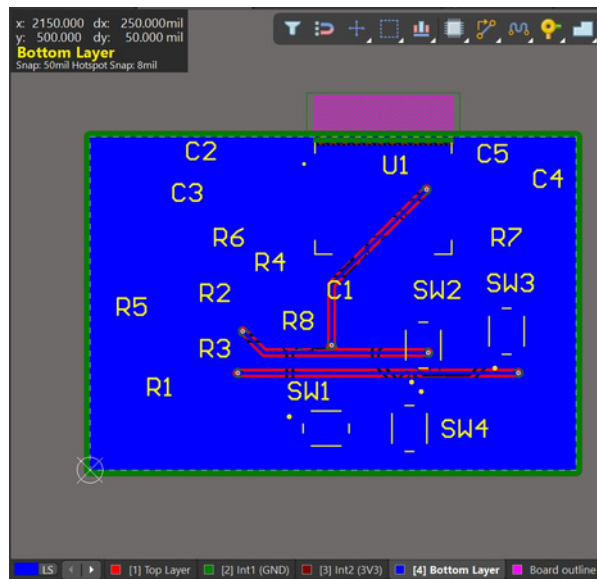 x: 2150.000 dx: 250.000mil
y: 500.000 dy: 50.000 mil
Bottom Layer
Snap: 50mil Hotspot Snap: 8mil
C2
U1
C5
C3
C4
R6
R7
R4
R5
R2
C1
SW2
SW3
R8
R3
R1
SW1
SW4
LS [1] Top Layer [2] Int1 (GND) [3] Int2 (3V3) [4] Bottom Layer Board outline